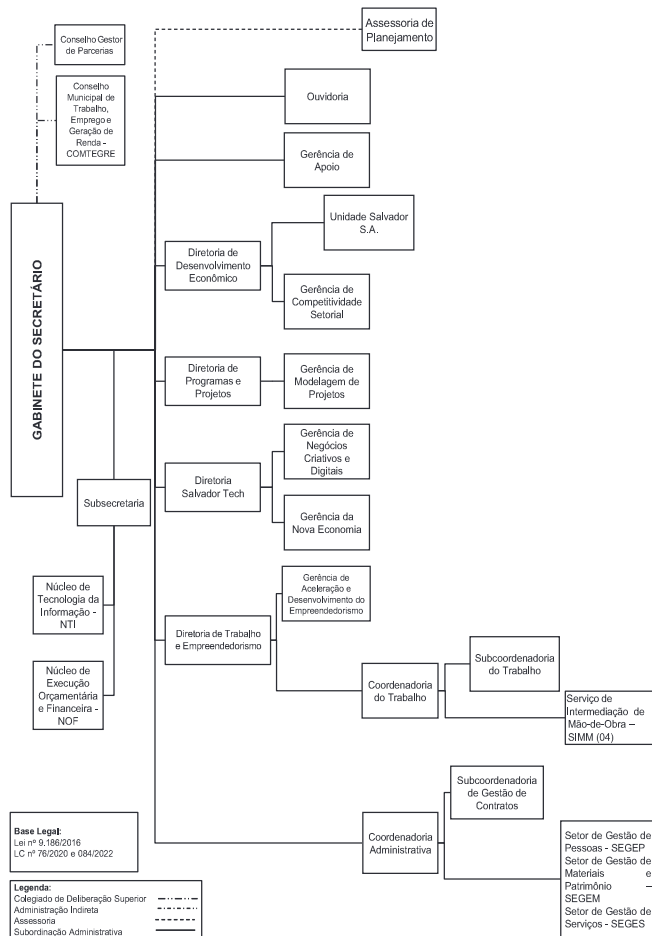 Assessoria de
Planejamento
Conselho Gestor
de Parcerias
Conselho
Municipal de
Trabalho,
Emprego e
Geração de
Renda -
COMTEGRE
Ouvidoria
Gerência de
Apoio
GABINETE DO SECRETÁRIO
Unidade Salvador
S.A.
Diretoria de
Desenvolvimento
Econômico
Gerência de
Competitividade
Setorial
Diretoria de
Programas e
Projetos
Gerência de
Modelagem de
Projetos
Gerência de
Negócios
Criativos e
Digitais
Diretoria
Salvador Tech
Gerência da
Nova Economia
Subsecretaria
Núcleo de
Tecnologia da
Informação -
NTI
Núcleo de
Execução
Orçamentária
e Financeira -
NOF
Gerência de
Aceleração e
Desenvolvimento do
Empreendedorismo
Diretoria de Trabalho
e Empreendedorismo
Coordenadoria
do Trabalho
Subcoordenadoria
do Trabalho
Serviço de
Intermediação de
Mão-de-Obra –
SIMM (04)
Subcoordenadoria
de Gestão de
Contratos
Coordenadoria
Administrativa
Setor de Gestão de
Pessoas - SEGEP
Setor de Gestão de
Materiais e
Patrimônio –
SEGEM
Setor de Gestão de
Serviços - SEGES
Base Legal:
Lei nº 9.186/2016
LC nº 76/2020 e 084/2022
Legenda:
Colegiado de Deliberação Superior
Administração Indireta
Assessoria
Subordinação Administrativa